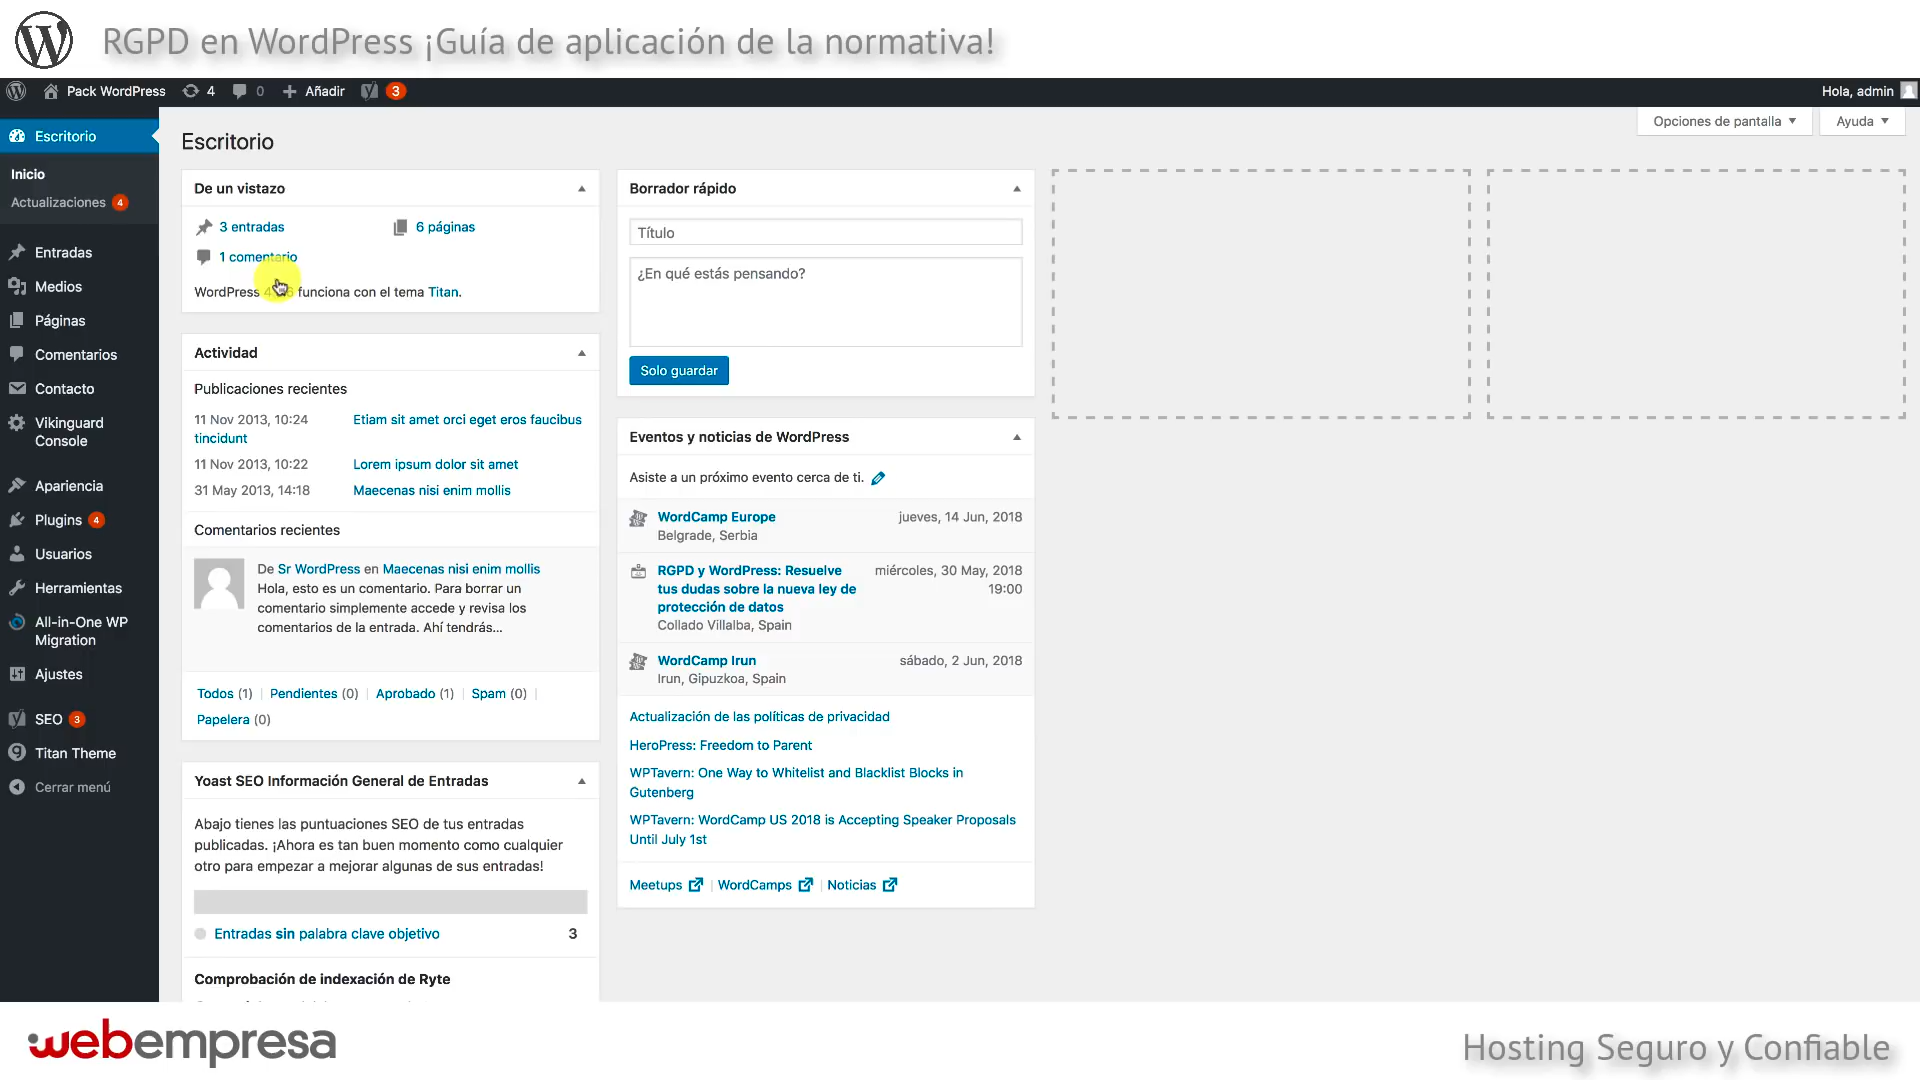 RGPD en WordPress ¡Guía de aplicación de la normativa!
Pack WordPress 4 0 Añadir 3 Hola, admin
Opciones de pantalla Ayuda
Escritorio
Inicio
Actualizaciones 4
Entradas
Medios
Páginas
Comentarios
Contacto
Vikinguard
Console
Apariencia
Plugins 4
Usuarios
Herramientas
All-in-One WP
Migration
Ajustes
SEO 3
Titan Theme
Cerrar menú
Escritorio
De un vistazo
3 entradas 6 páginas
1 comentario
WordPress funciona con el tema Titan.
Actividad
Publicaciones recientes
11 Nov 2013, 10:24 Etiam sit amet orci eget eros faucibus
tincidunt
11 Nov 2013, 10:22 Lorem ipsum dolor sit amet
31 May 2013, 14:18 Maecenas nisi enim mollis
Comentarios recientes
De Sr WordPress en Maecenas nisi enim mollis
Hola, esto es un comentario. Para borrar un
comentario simplemente accede y revisa los
comentarios de la entrada. Ahí tendrás...
Todos (1) | Pendientes (0) | Aprobado (1) | Spam (0) |
Papelera (0)
Yoast SEO Información General de Entradas
Abajo tienes las puntuaciones SEO de tus entradas
publicadas. ¡Ahora es tan buen momento como cualquier
otro para empezar a mejorar algunas de sus entradas!
Entradas sin palabra clave objetivo 3
Comprobación de indexación de Ryte
Borrador rápido
Título
¿En qué estás pensando?
Solo guardar
Eventos y noticias de WordPress
Asiste a un próximo evento cerca de ti.
WordCamp Europe jueves, 14 Jun, 2018
Belgrade, Serbia
RGPD y WordPress: Resuelve miércoles, 30 May, 2018
tus dudas sobre la nueva ley de 19:00
protección de datos
Collado Villalba, Spain
WordCamp Irun sábado, 2 Jun, 2018
Irun, Gipuzkoa, Spain
Actualización de las políticas de privacidad
HeroPress: Freedom to Parent
WPTavern: One Way to Whitelist and Blacklist Blocks in
Gutenberg
WPTavern: WordCamp US 2018 is Accepting Speaker Proposals
Until July 1st
Meetups | WordCamps | Noticias
webempresa
Hosting Seguro y Confiable